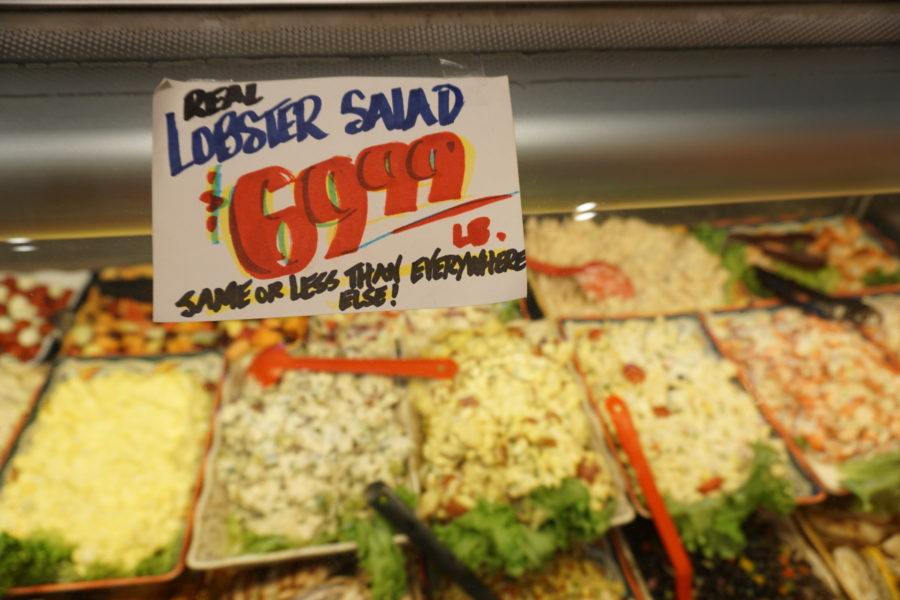 REAL
LOBSTER SALAD
$6999
LB.
SAME OR LESS THAN EVERYWHERE
ELSE!